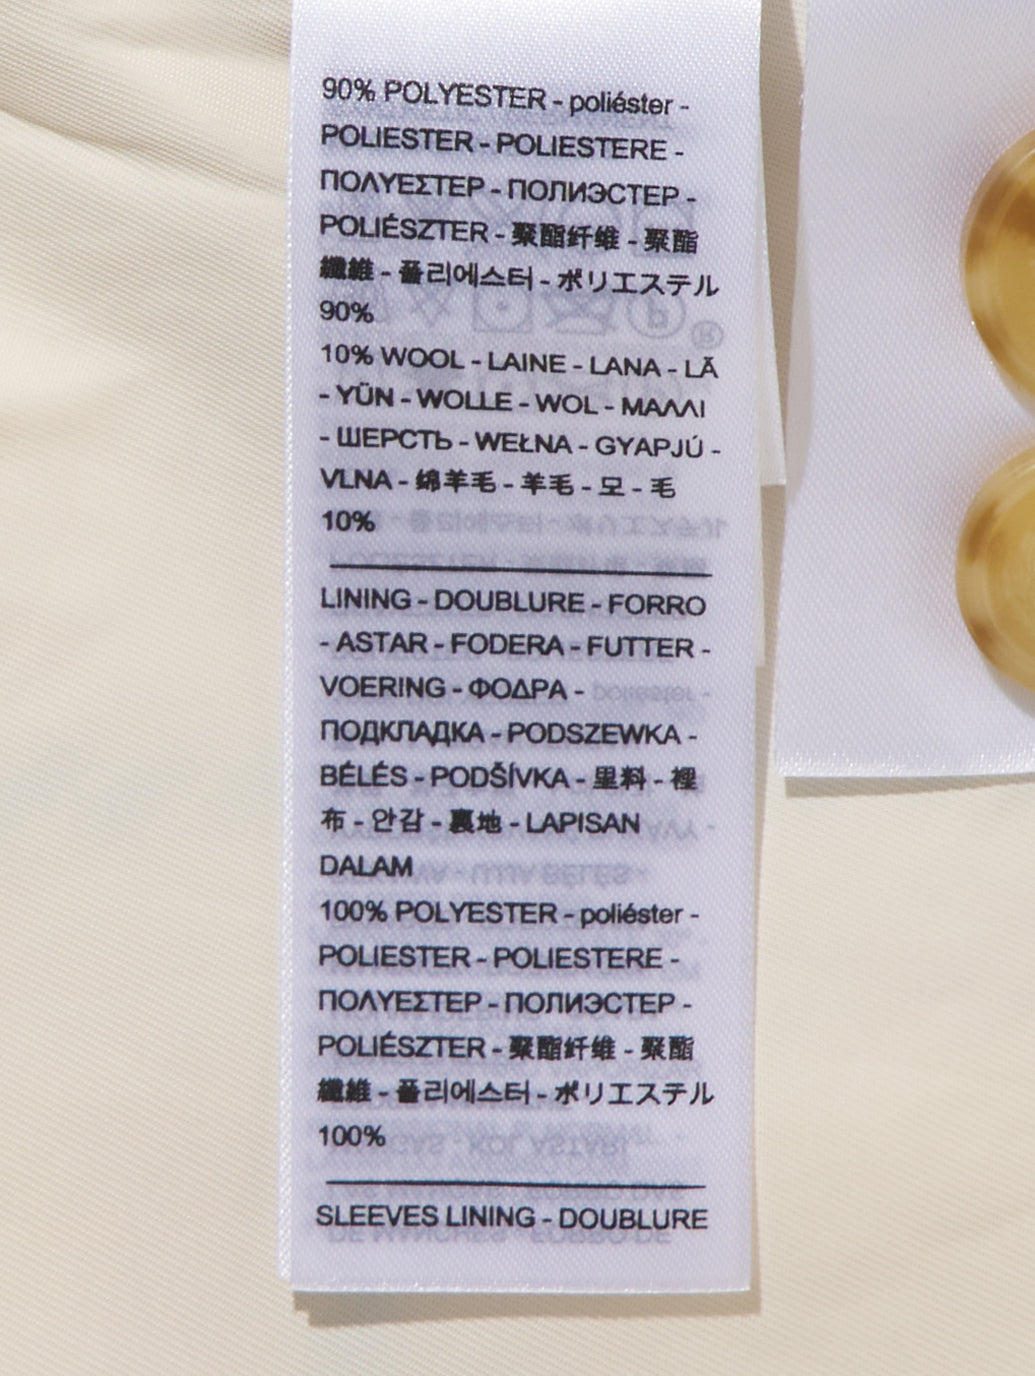 90% POLYESTER - poliéster -
POLIESTER - POLIESTERE -
ΠΟΛΥΕΣΤΕΡ - ПОЛИЭСТЕР -
POLIÉSZTER - 聚酯纤维 - 聚酯
纖維 - 폴리에스터 - ポリエステル
90%
10% WOOL - LAINE - LANA - LÃ
- YÜN - WOLLE - WOL - ΜΑΛΛΙ
- ШЕРСТЬ - WEŁNA - GYAPJÚ -
VLNA - 绵羊毛 - 羊毛 - 모 - 毛
10%
LINING - DOUBLURE - FORRO
- ASTAR - FODERA - FUTTER -
VOERING - ΦΟΔΡΑ -
ПОДКЛАДКА - PODSZEWKA -
BÉLÉS - PODŠÍVKA - 里料 - 裡
布 - 안감 - 裏地 - LAPISAN
DALAM
100% POLYESTER - poliéster -
POLIESTER - POLIESTERE -
ΠΟΛΥΕΣΤΕΡ - ПОЛИЭСТЕР -
POLIÉSZTER - 聚酯纤维 - 聚酯
纖維 - 폴리에스터 - ポリエステル
100%
SLEEVES LINING - DOUBLURE